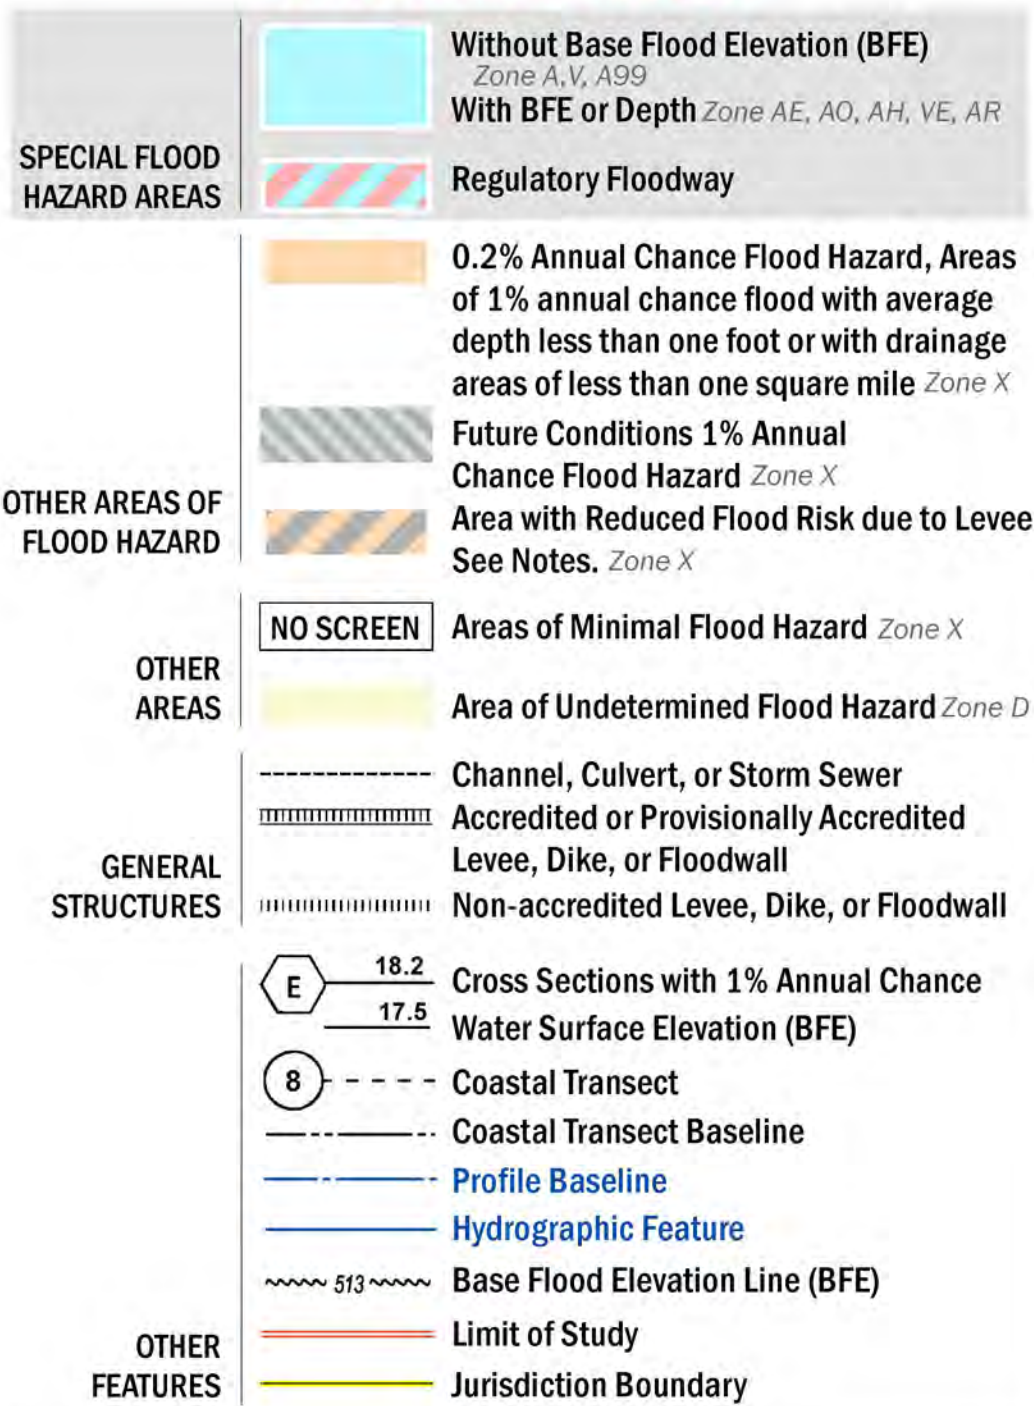 SPECIAL FLOOD
HAZARD AREAS
Without Base Flood Elevation (BFE)
Zone A,V, A99
With BFE or Depth Zone AE, AO, AH, VE, AR
Regulatory Floodway
OTHER AREAS OF
FLOOD HAZARD
0.2% Annual Chance Flood Hazard, Areas
of 1% annual chance flood with average
depth less than one foot or with drainage
areas of less than one square mile Zone X
Future Conditions 1% Annual
Chance Flood Hazard Zone X
Area with Reduced Flood Risk due to Levee
See Notes. Zone X
OTHER
AREAS
NO SCREEN Areas of Minimal Flood Hazard Zone X
Area of Undetermined Flood Hazard Zone D
GENERAL
STRUCTURES
Channel, Culvert, or Storm Sewer
Accredited or Provisionally Accredited
Levee, Dike, or Floodwall
Non-accredited Levee, Dike, or Floodwall
OTHER
FEATURES
E 18.2 Cross Sections with 1% Annual Chance
17.5 Water Surface Elevation (BFE)
8 Coastal Transect
Coastal Transect Baseline
Profile Baseline
Hydrographic Feature
513 Base Flood Elevation Line (BFE)
Limit of Study
Jurisdiction Boundary